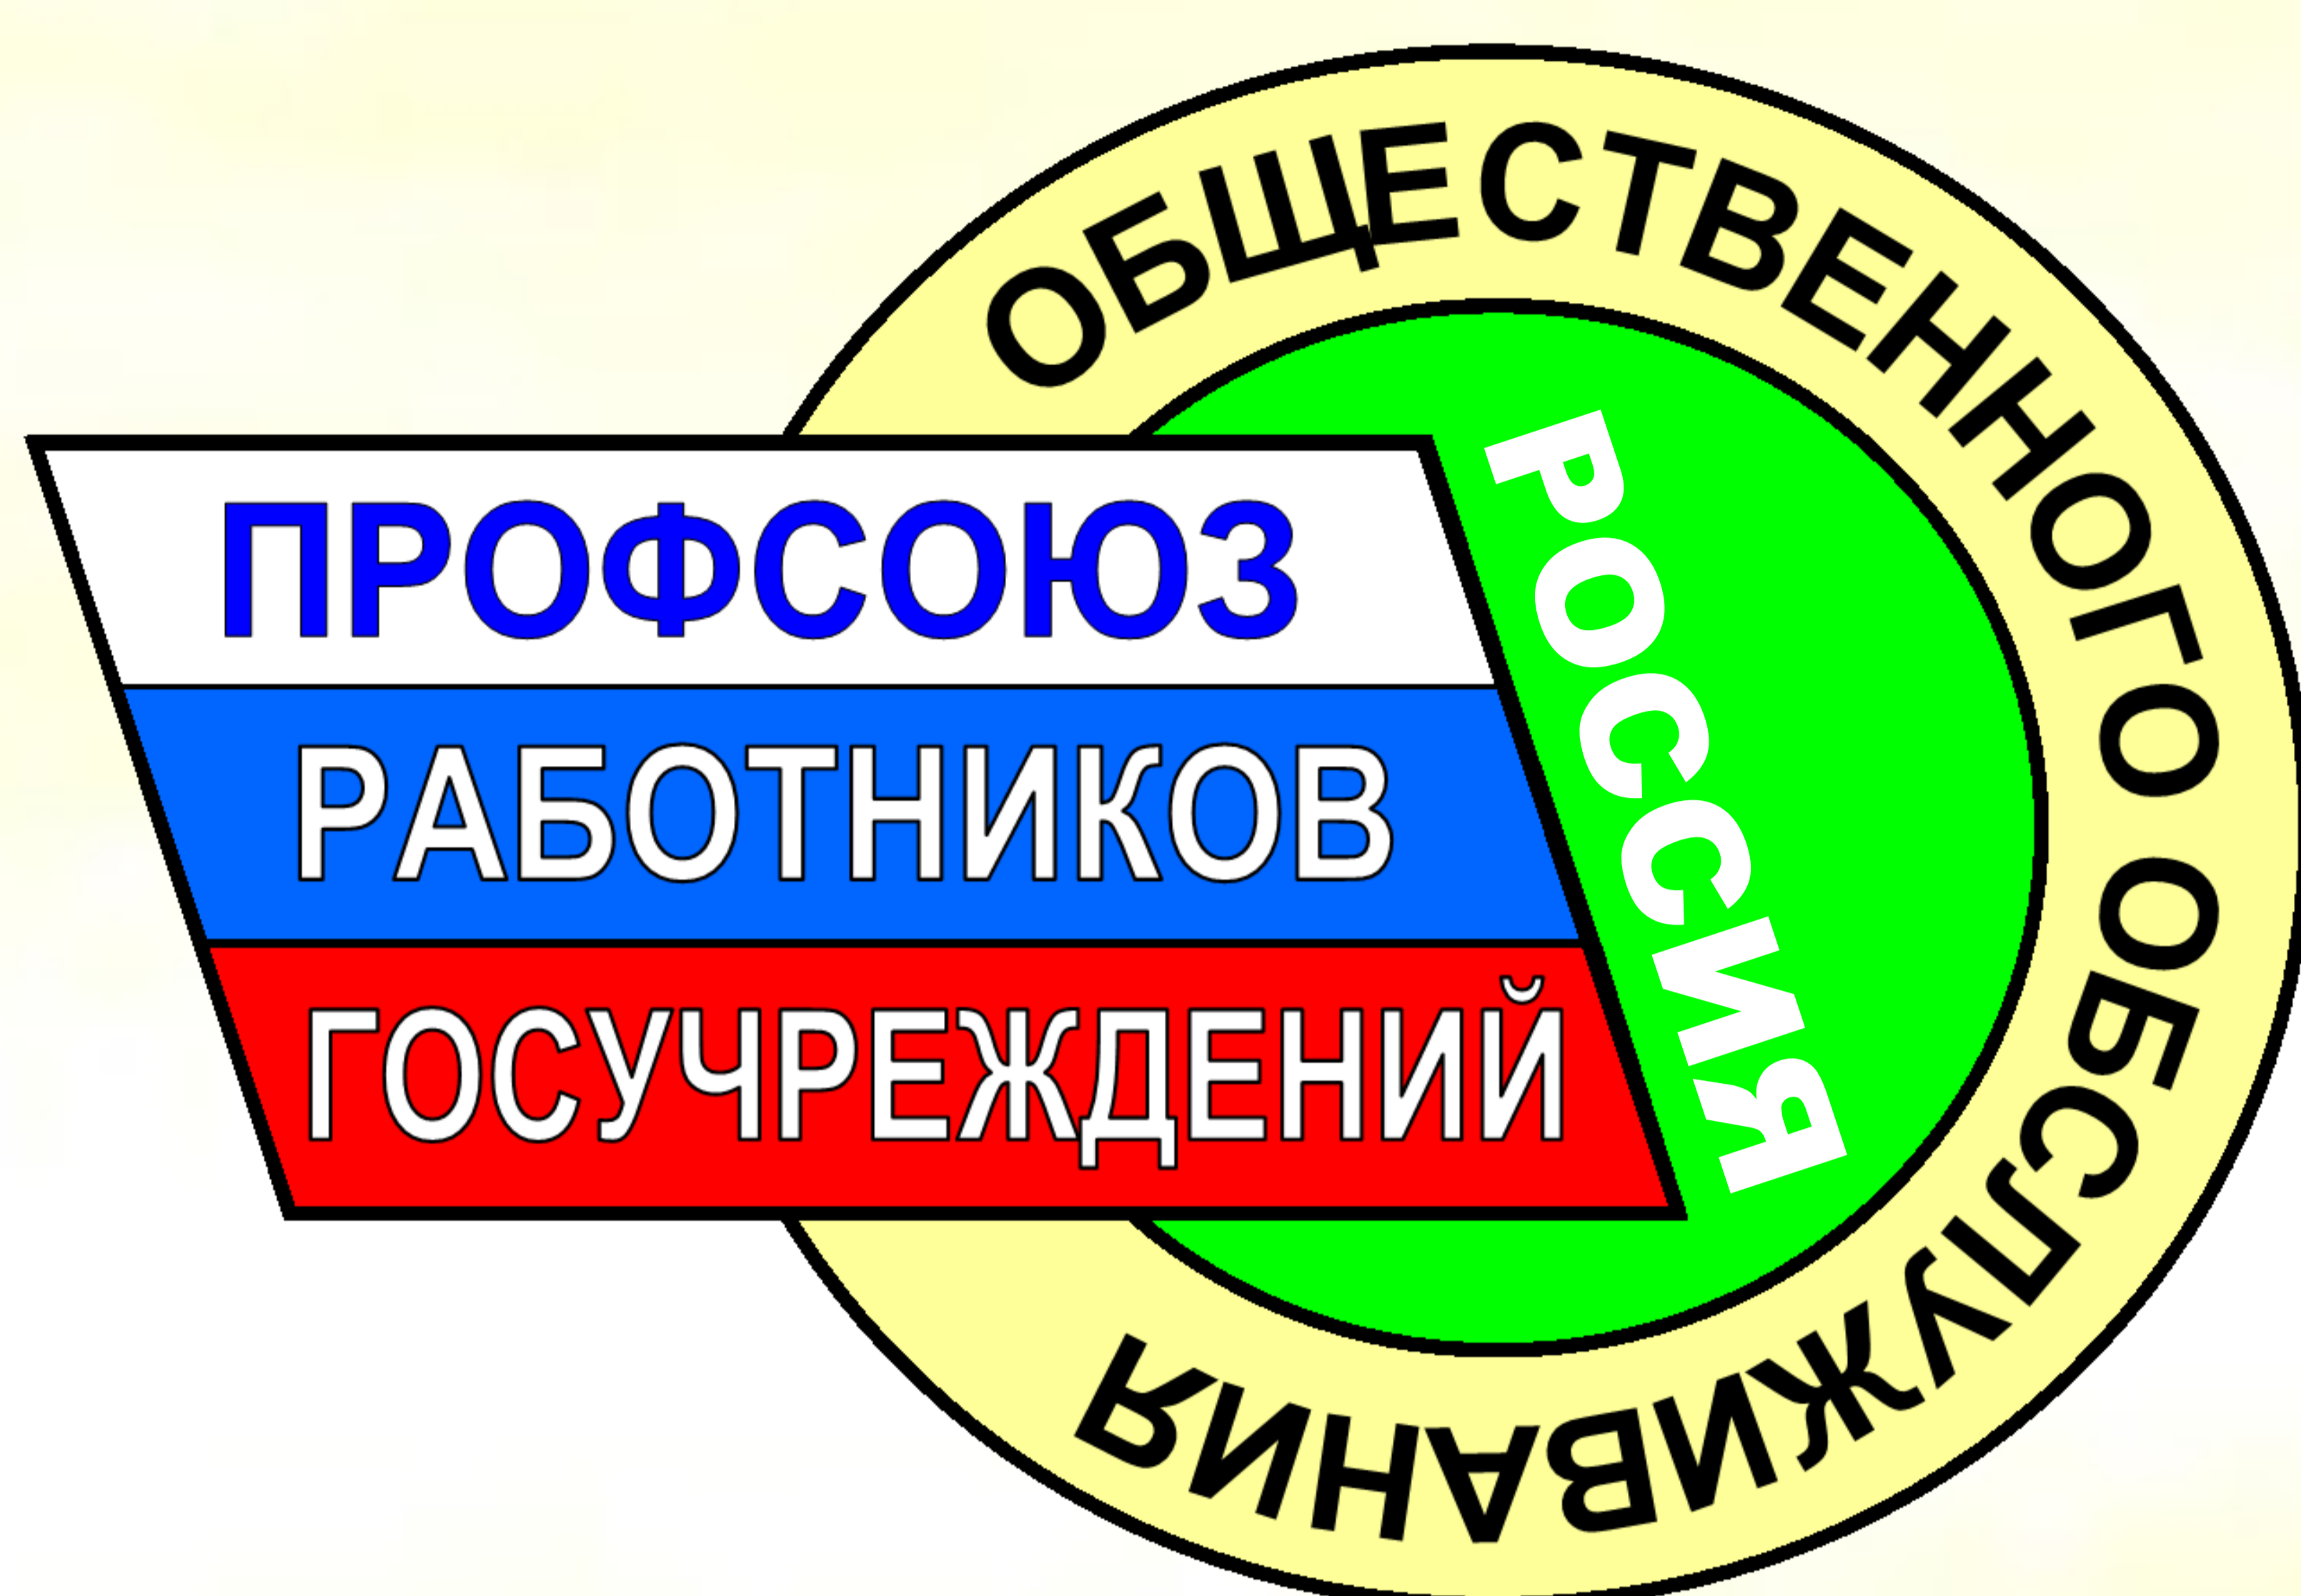 ПРОФСОЮЗ
РАБОТНИКОВ
ГОСУЧРЕЖДЕНИЙ
ОБЩЕСТВЕННОГО ОБСЛУЖИВАНИЯ
РОССИЯ